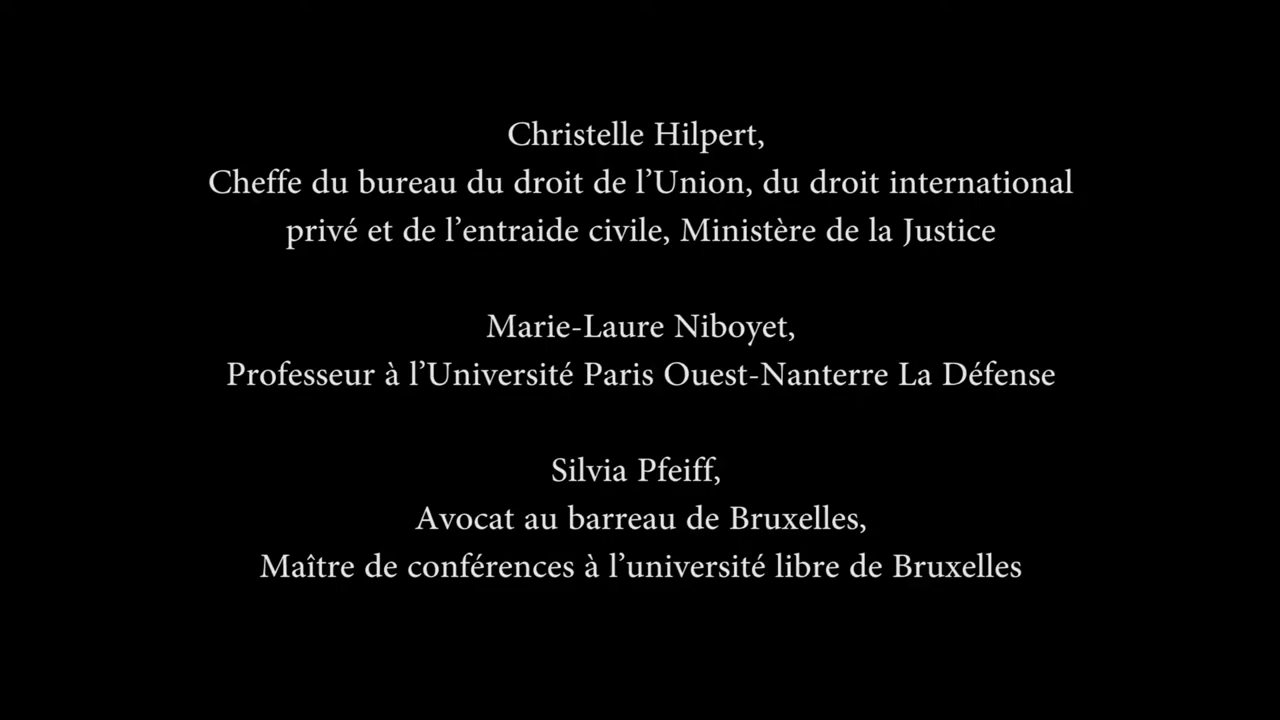 Christelle Hilpert,
Cheffe du bureau du droit de l’Union, du droit international
privé et de l’entraide civile, Ministère de la Justice
Marie-Laure Niboyet,
Professeur à l’Université Paris Ouest-Nanterre La Défense
Silvia Pfeiff,
Avocat au barreau de Bruxelles,
Maître de conférences à l’université libre de Bruxelles